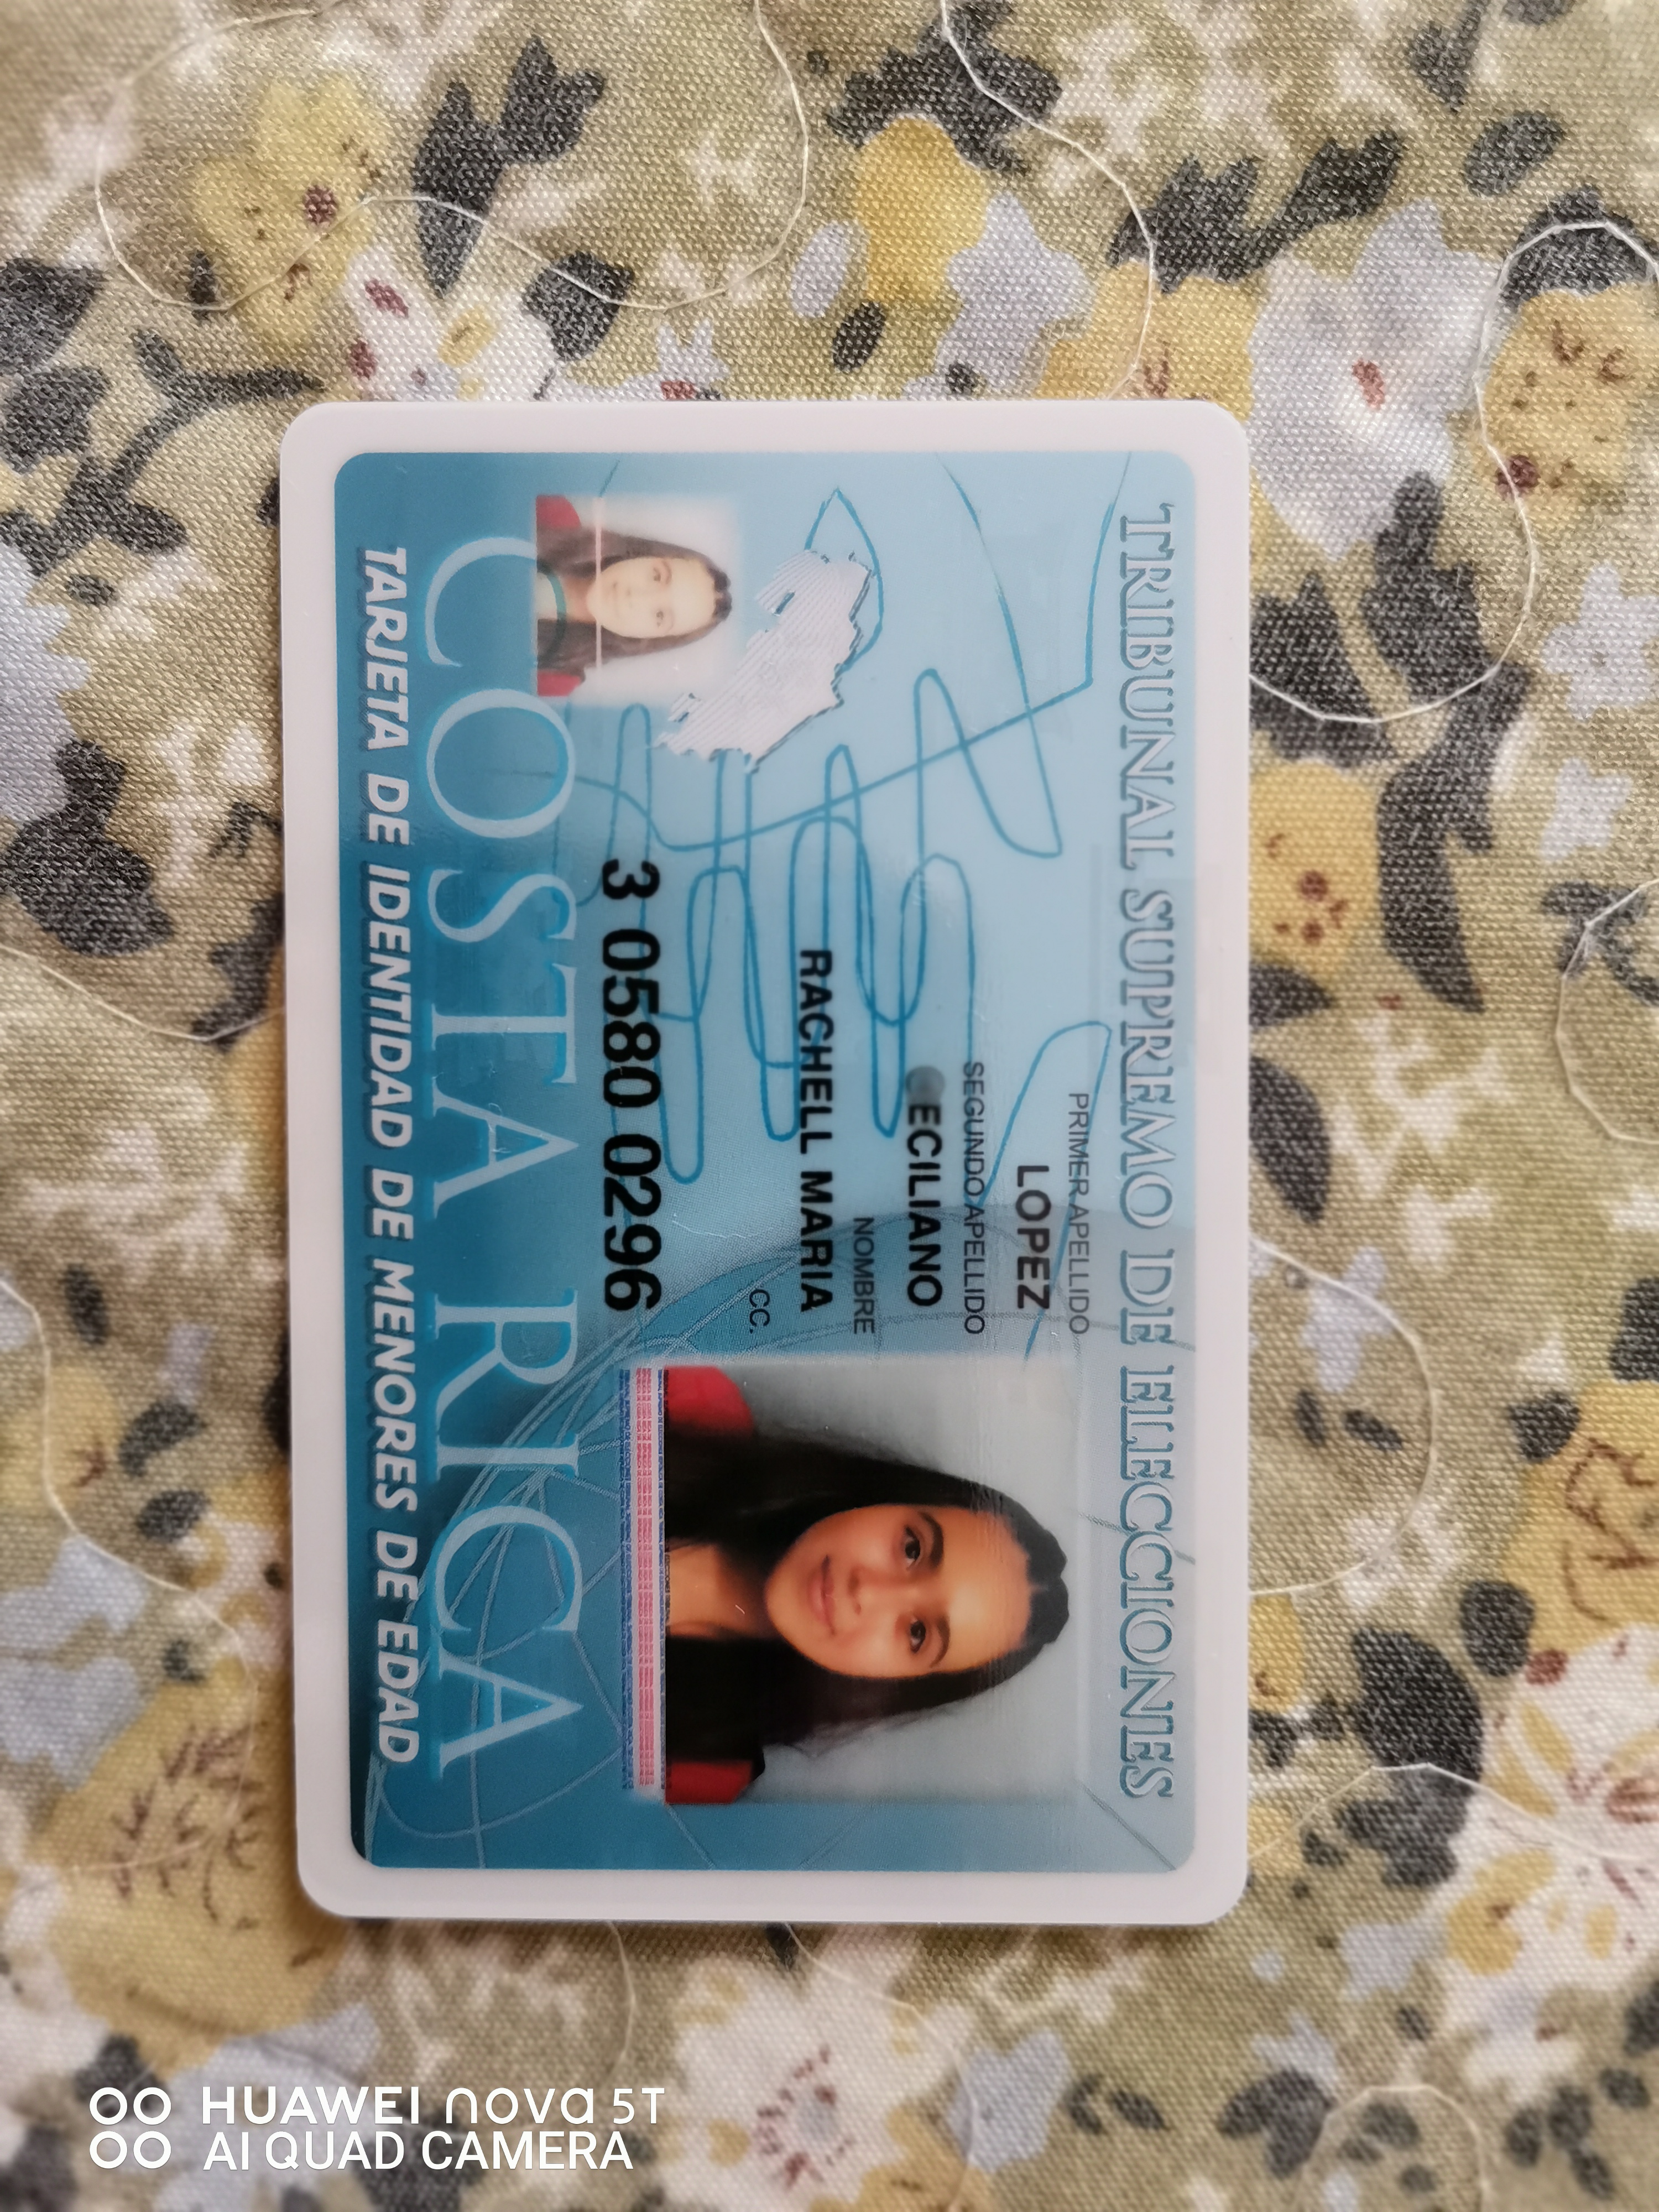 TRIBUNAL SUPREMO DE ELECCIONES
PRIMER APELLIDO
LOPEZ
SEGUNDO APELLIDO
CECILIANO
NOMBRE
RACHELL MARIA
CC.
3 0580 0296
COSTA RICA
TARJETA DE IDENTIDAD DE MENORES DE EDAD
HUAWEI nova 5T
AI QUAD CAMERA